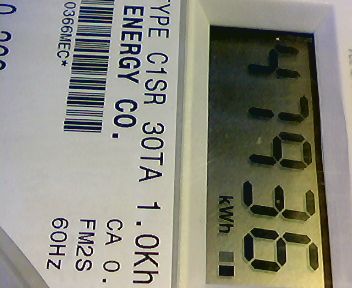 TYPE C1SR 30TA 1.0Kh
ENERGY CO. CA 0.
FM2S
0366MEC* 60HZ
47936
kWh